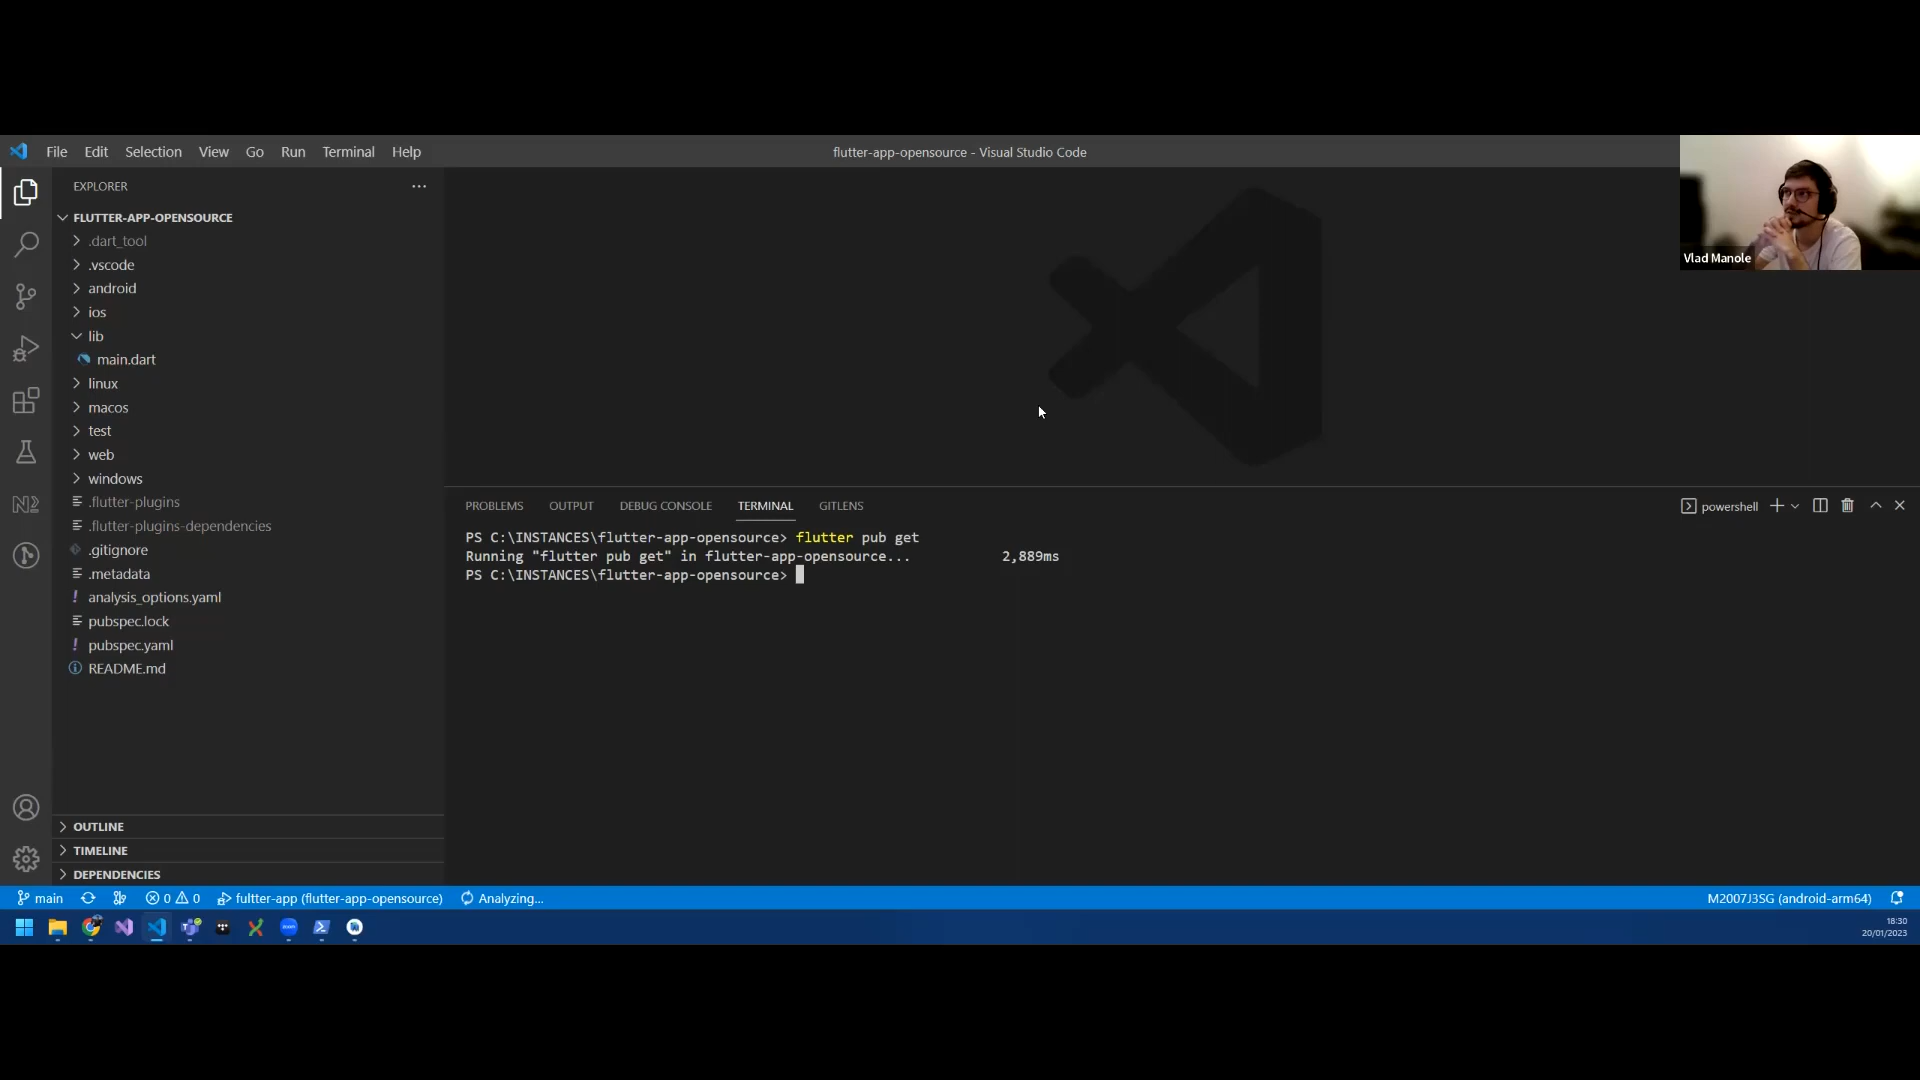 File Edit Selection View Go Run Terminal Help
flutter-app-opensource - Visual Studio Code
Vlad Manole
EXPLORER
FLUTTER-APP-OPENSOURCE
.dart_tool
.vscode
android
ios
lib
main.dart
linux
macos
test
web
windows
.flutter-plugins
.flutter-plugins-dependencies
.gitignore
.metadata
analysis_options.yaml
pubspec.lock
pubspec.yaml
README.md
OUTLINE
TIMELINE
DEPENDENCIES
PROBLEMS OUTPUT DEBUG CONSOLE TERMINAL GITLENS
powershell
PS C:\INSTANCES\flutter-app-opensource> flutter pub get
Running "flutter pub get" in flutter-app-opensource... 2,889ms
PS C:\INSTANCES\flutter-app-opensource>
main 0 0 fultter-app (flutter-app-opensource) Analyzing...
M2007J3SG (android-arm64)
18:30
20/01/2023